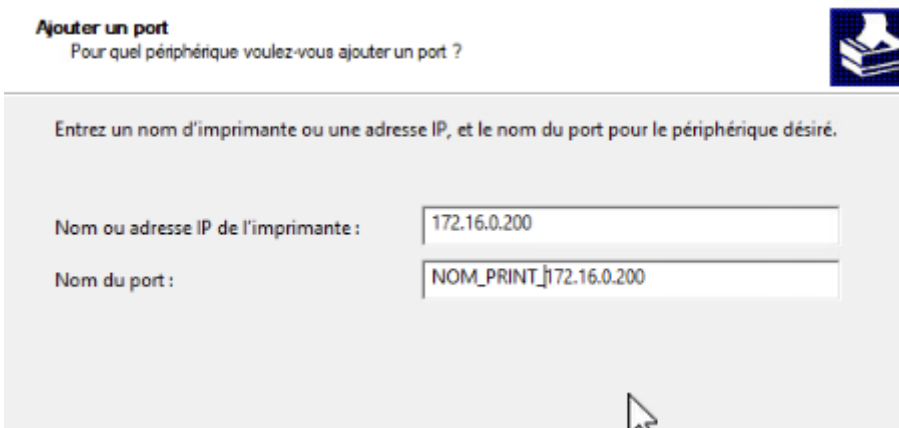 Ajouter un port
Pour quel périphérique voulez-vous ajouter un port ?
Entrez un nom d'imprimante ou une adresse IP, et le nom du port pour le périphérique désiré.
Nom ou adresse IP de l'imprimante : 172.16.0.200
Nom du port : NOM_PRINT_172.16.0.200